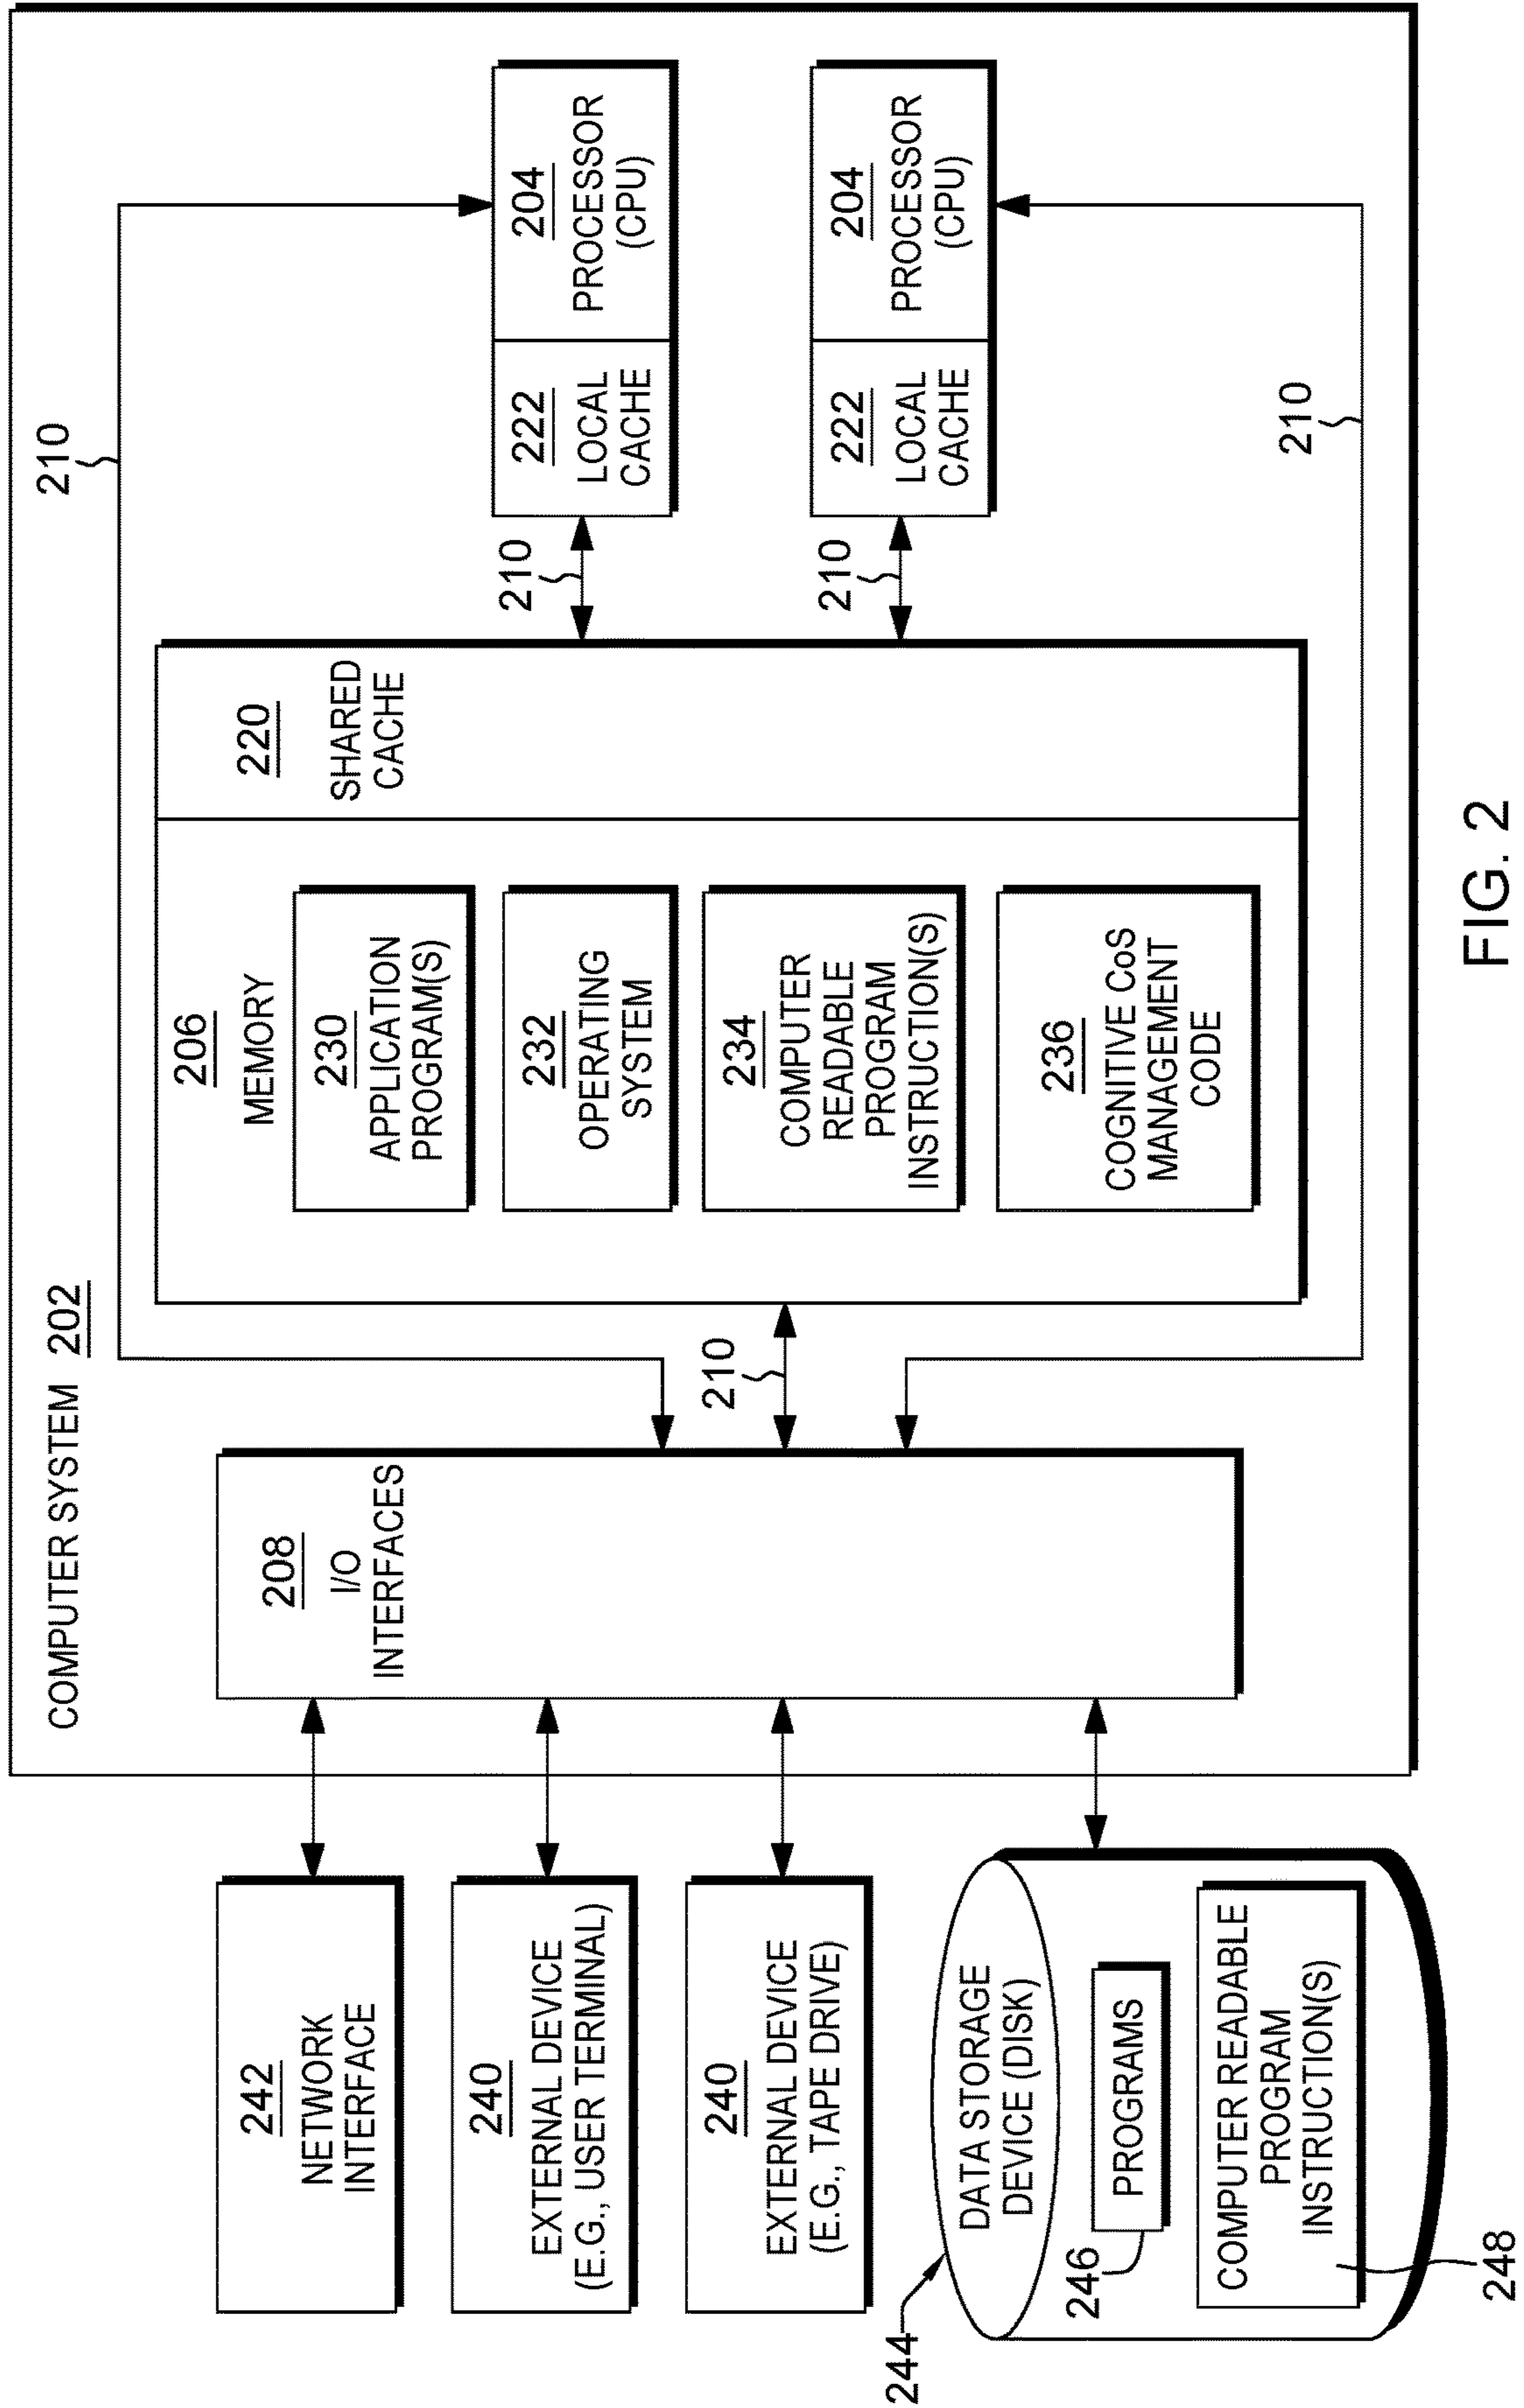 COMPUTER SYSTEM 202
210
242
NETWORK
INTERFACE
240
EXTERNAL DEVICE
(E.G., USER TERMINAL)
240
EXTERNAL DEVICE
(E.G., TAPE DRIVE)
244
DATA STORAGE
DEVICE (DISK)
246
PROGRAMS
COMPUTER READABLE
PROGRAM
INSTRUCTION(S)
248
208
I/O
INTERFACES
210
206
MEMORY
230
APPLICATION
PROGRAM(S)
232
OPERATING
SYSTEM
234
COMPUTER
READABLE
PROGRAM
INSTRUCTION(S)
236
COGNITIVE CoS
MANAGEMENT
CODE
220
SHARED
CACHE
210
210
222
LOCAL
CACHE
204
PROCESSOR
(CPU)
222
LOCAL
CACHE
204
PROCESSOR
(CPU)
210
FIG. 2